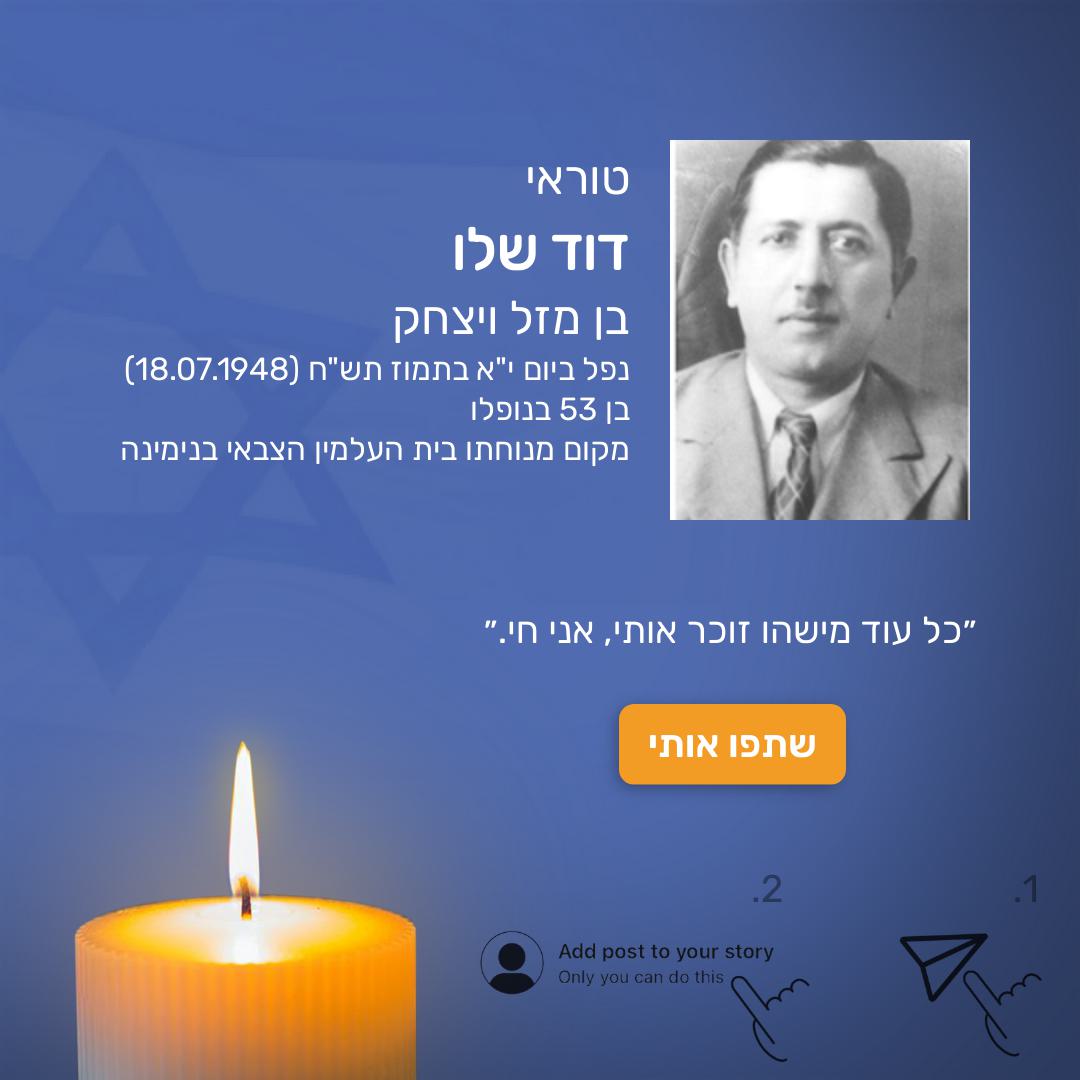 טוראי
דוד שלו
בן מזל ויצחק
נפל ביום י"א בתמוז תש"ח (18.07.1948)
בן 53 בנופלו
מקום מנוחתו בית העלמין הצבאי בנימינה
״כל עוד מישהו זוכר אותי, אני חי.״
שתפו אותי
1.
2.
Add post to your story
Only you can do this